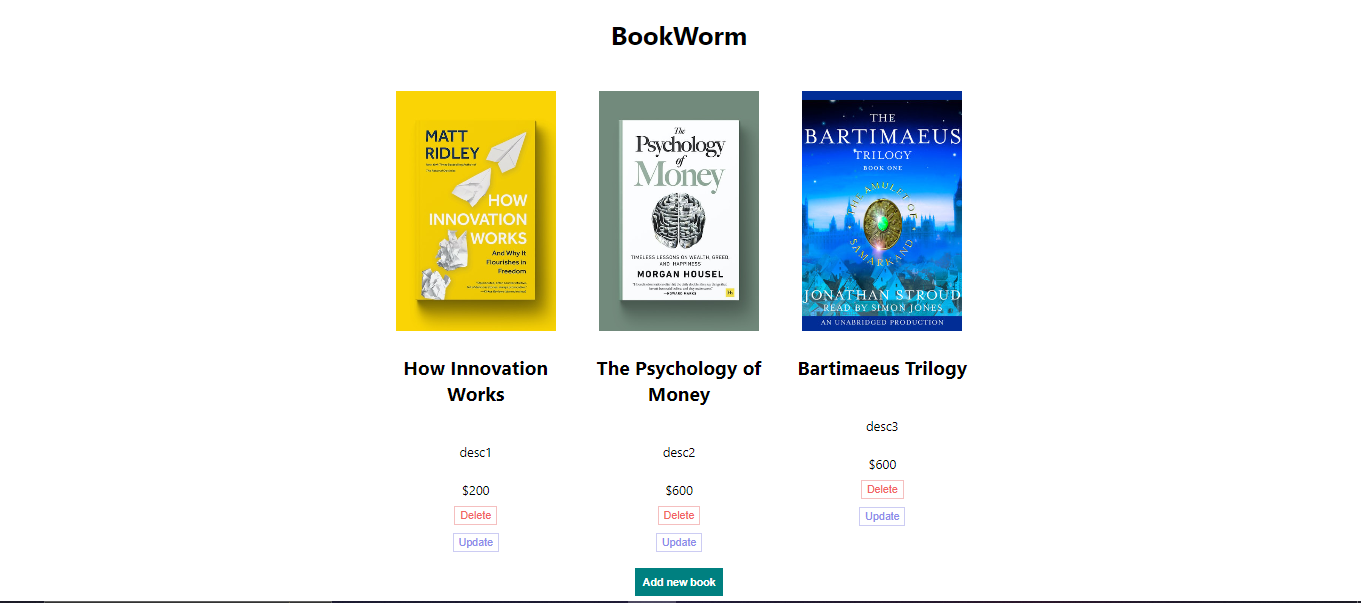 BookWorm
MATT
RIDLEY
HOW
INNOVATION
WORKS
And Why It
Flourishes in
Freedom
How Innovation
Works
desc1
$200
Delete
Update
The
Psychology
of
Money
TIMELESS LESSONS ON WEALTH, GREED,
AND HAPPINESS
MORGAN HOUSEL
—HOWARD MARKS
The Psychology of
Money
desc2
$600
Delete
Update
THE
BARTIMAEUS
TRILOGY
BOOK ONE
THE AMULET OF
SAMARKAND
JONATHAN STROUD
READ BY SIMON JONES
AN UNABRIDGED PRODUCTION
Bartimaeus Trilogy
desc3
$600
Delete
Update
Add new book